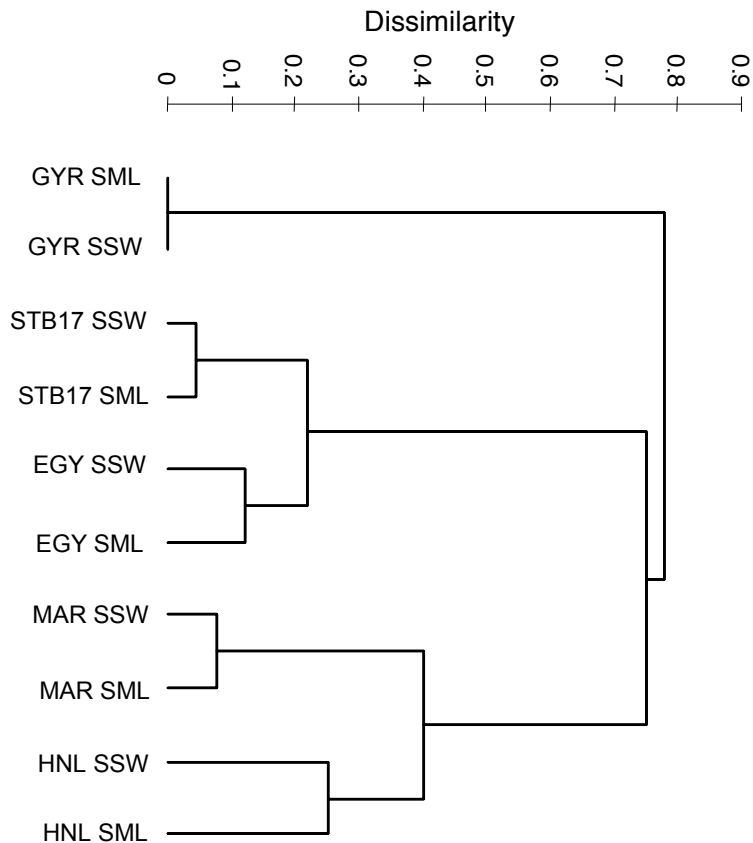 Dissimilarity
0 0.1 0.2 0.3 0.4 0.5 0.6 0.7 0.8 0.9
GYR SML
GYR SSW
STB17 SSW
STB17 SML
EGY SSW
EGY SML
MAR SSW
MAR SML
HNL SSW
HNL SML